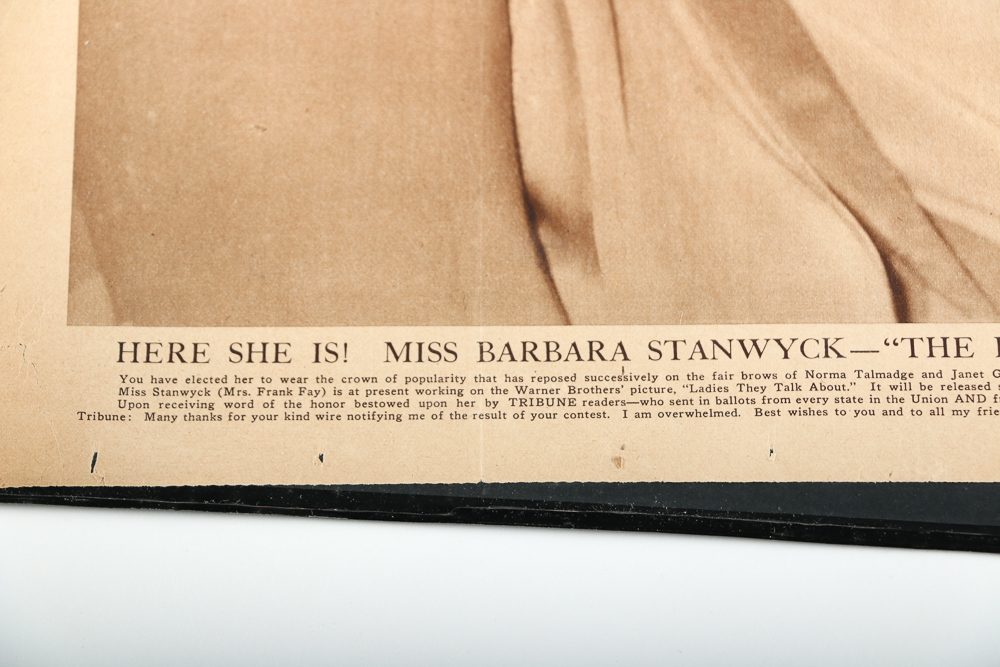 HERE SHE IS! MISS BARBARA STANWYCK—“THE
You have elected her to wear the crown of popularity that has reposed successively on the fair brows of Norma Talmadge and Janet G
Miss Stanwyck (Mrs. Frank Fay) is at present working on the Warner Brothers' picture, “Ladies They Talk About.” It will be released
Upon receiving word of the honor bestowed upon her by TRIBUNE readers—who sent in ballots from every state in the Union AND f
Tribune: Many thanks for your kind wire notifying me of the result of your contest. I am overwhelmed. Best wishes to you and to all my frie